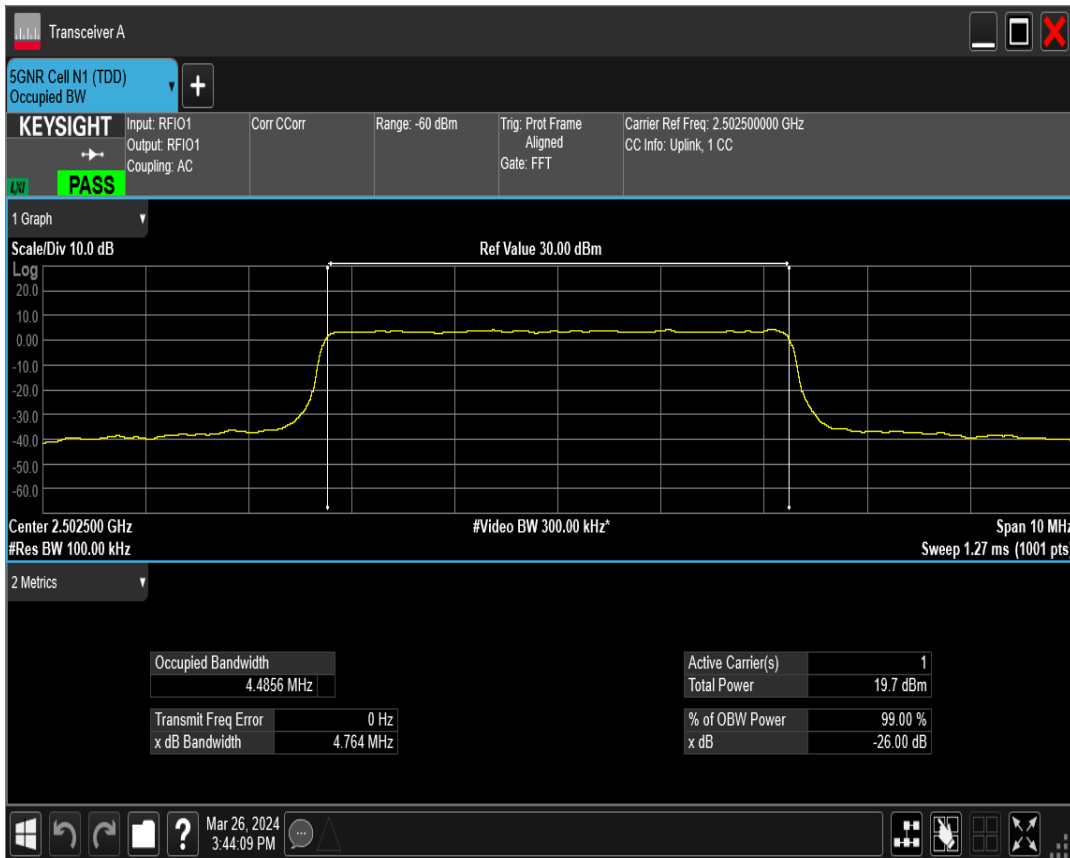 Transceiver A
5GNR Cell N1 (TDD)
Occupied BW
+
KEYSIGHT
LXI
PASS
Input: RFIO1
Output: RFIO1
Coupling: AC
Corr CCorr
Range: -60 dBm
Trig: Prot Frame
Aligned
Gate: FFT
Carrier Ref Freq: 2.502500000 GHz
CC Info: Uplink, 1 CC
1 Graph
Scale/Div 10.0 dB
Ref Value 30.00 dBm
Log
20.0
10.0
0.00
-10.0
-20.0
-30.0
-40.0
-50.0
-60.0
Center 2.502500 GHz
#Video BW 300.00 kHz*
Span 10 MHz
#Res BW 100.00 kHz
Sweep 1.27 ms (1001 pts)
2 Metrics
Occupied Bandwidth
4.4856 MHz
Transmit Freq Error 0 Hz
x dB Bandwidth 4.764 MHz
Active Carrier(s) 1
Total Power 19.7 dBm
% of OBW Power 99.00 %
x dB -26.00 dB
?
Mar 26, 2024
3:44:09 PM